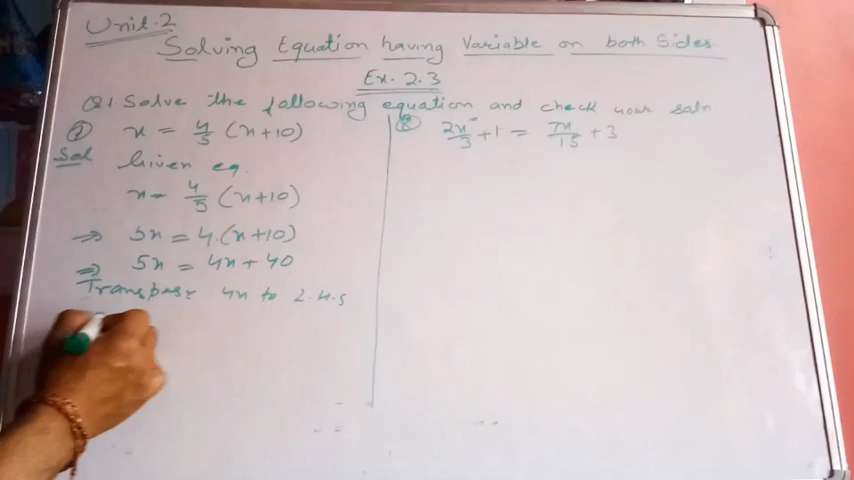 Unit-2
Solving Equation having Variable on both Sides
Ex. 2.3
Q1 Solve the following equation and check your soln
⑦ x = 4/5 (x+10)
Sol Given eq.
x = 4/5 (x+10)
⇒ 5x = 4.(x+10)
⇒ 5x = 4x + 40
Transpose 4x to L.H.S
⑧ 2x/3 + 1 = 7x/15 + 3